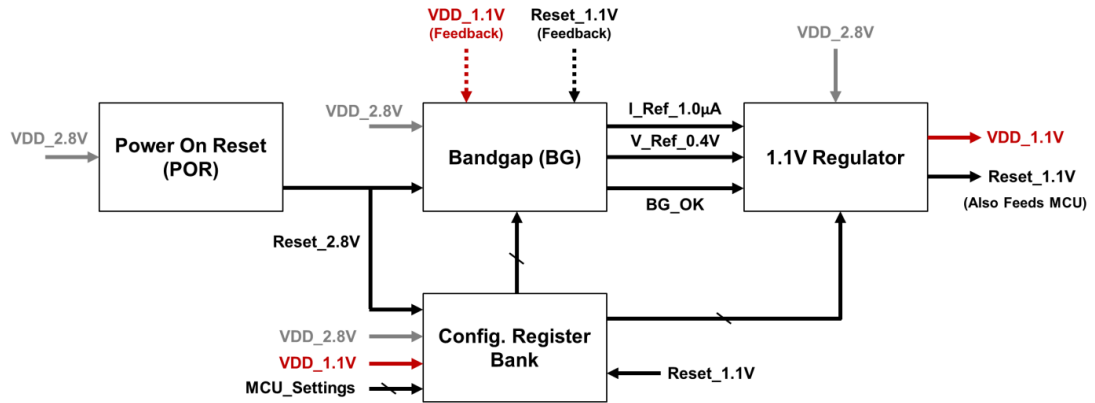 VDD_1.1V
(Feedback)
Reset_1.1V
(Feedback)
VDD_2.8V
VDD_2.8V
I_Ref_1.0µA
VDD_2.8V
Power On Reset
(POR)
Bandgap (BG)
V_Ref_0.4V
1.1V Regulator
VDD_1.1V
Reset_1.1V
(Also Feeds MCU)
BG_OK
Reset_2.8V
VDD_2.8V
VDD_1.1V
MCU_Settings
Config. Register
Bank
Reset_1.1V